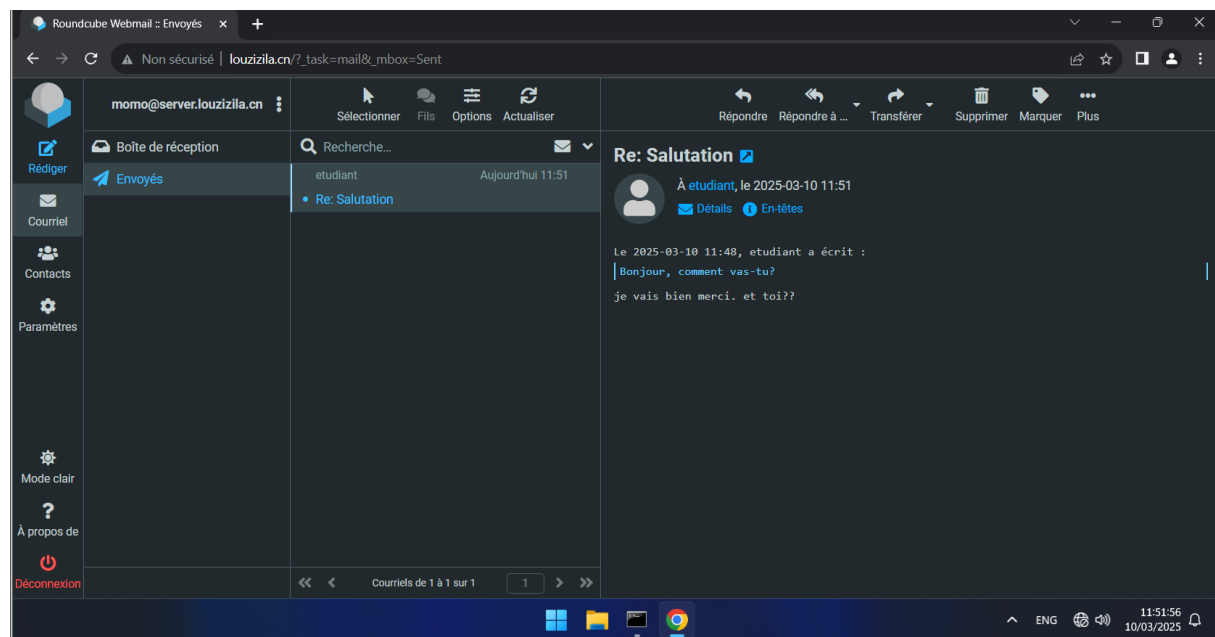 Roundcube Webmail :: Envoyés
Non sécurisé | louzizila.cn/?_task=mail&_mbox=Sent
momo@server.louzizila.cn
Sélectionner Fils Options Actualiser
Répondre Répondre à ... Transférer Supprimer Marquer Plus
Rédiger
Courriel
Contacts
Paramètres
Mode clair
À propos de
Déconnexion
Boîte de réception
Envoyés
Recherche...
etudiant Aujourd'hui 11:51
Re: Salutation
Courriels de 1 à 1 sur 1 1
Re: Salutation
À etudiant, le 2025-03-10 11:51
Détails En-têtes
Le 2025-03-10 11:48, etudiant a écrit :
Bonjour, comment vas-tu?
je vais bien merci. et toi??
ENG 11:51:56
10/03/2025